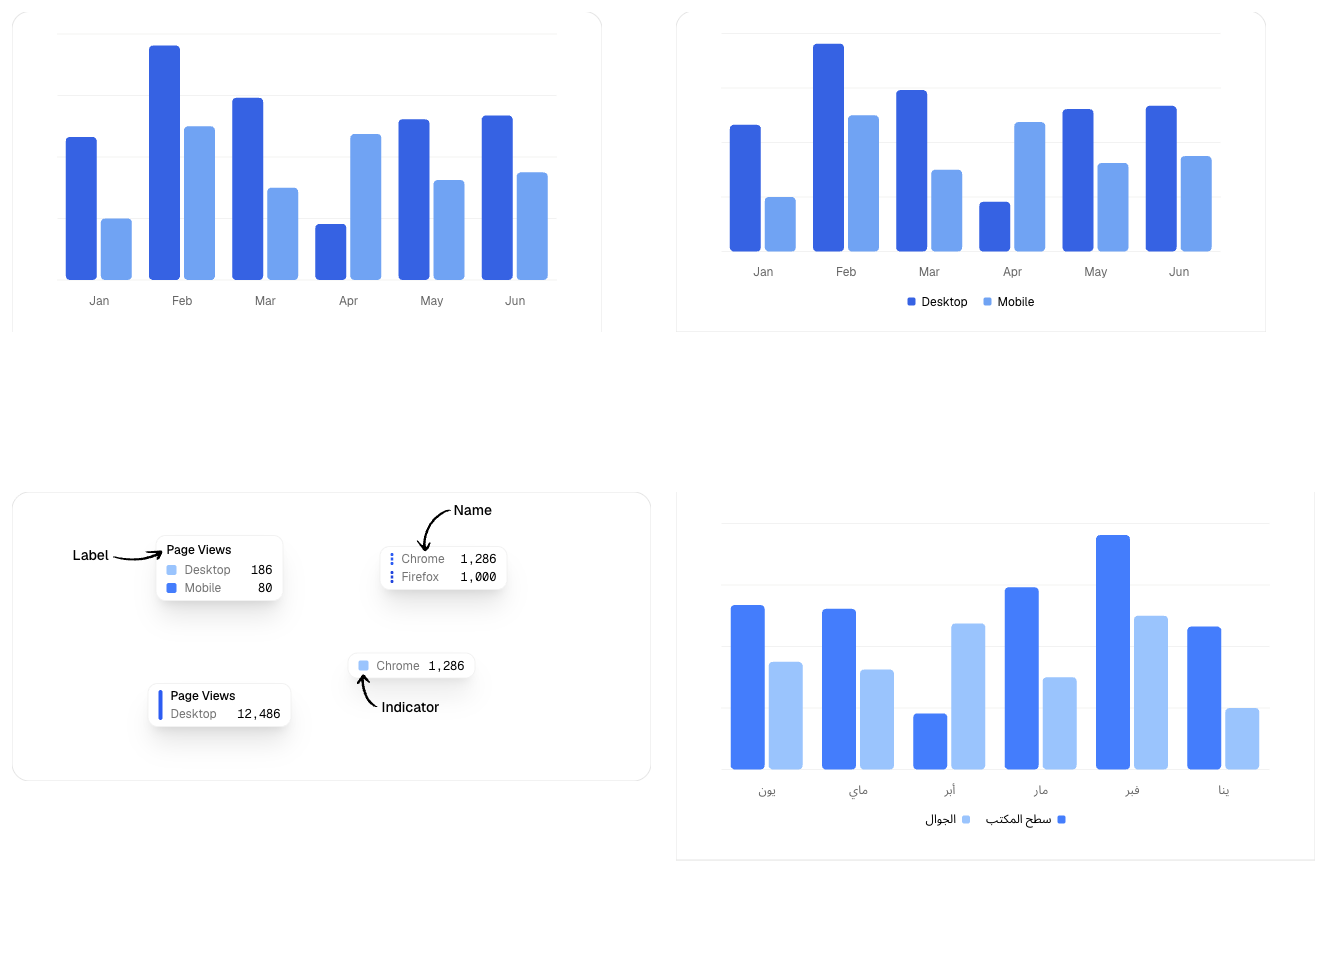 Jan Feb Mar Apr May Jun
Jan Feb Mar Apr May Jun
Desktop Mobile
Name
Label
Page Views
Desktop 186
Mobile 80
Chrome 1,286
Firefox 1,000
Chrome 1,286
Indicator
Page Views
Desktop 12,486
ينا فبر مار أبر ماي يون
سطح المكتب الجوال